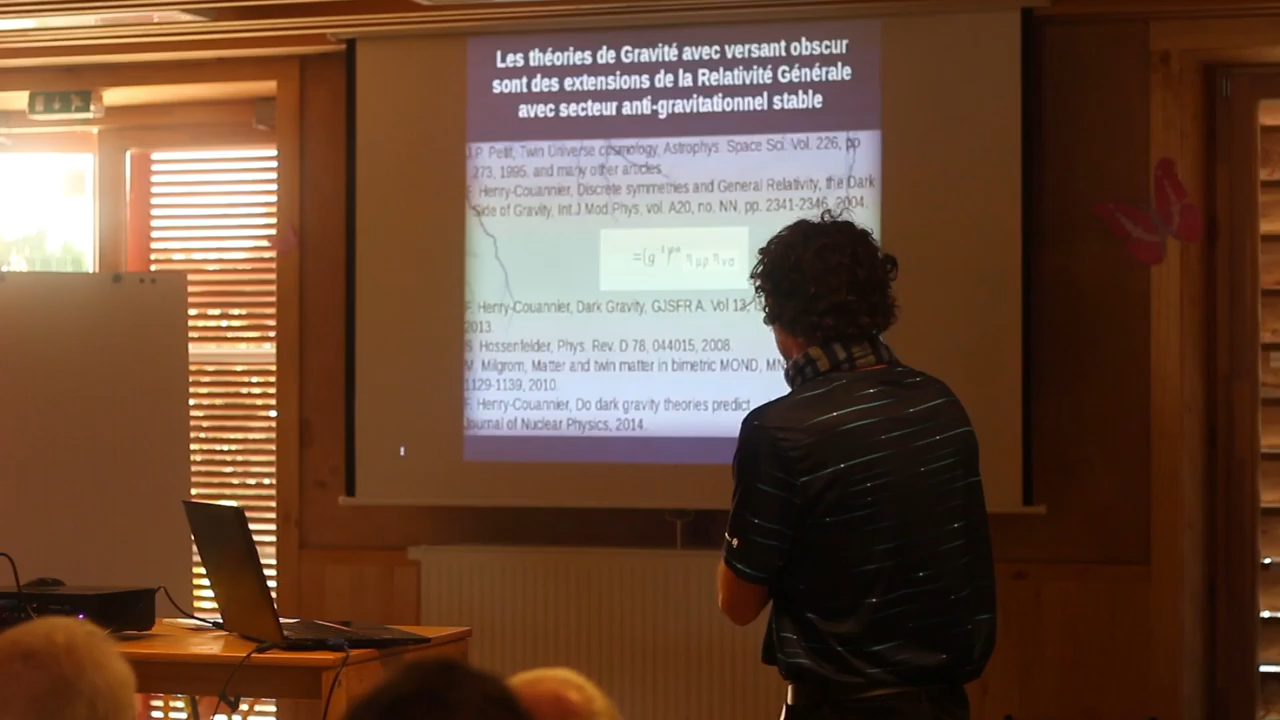 Les théories de Gravité avec versant obscur
sont des extensions de la Relativité Générale
avec secteur anti-gravitationnel stable
J.P. Petit, Twin Universe cosmology, Astrophys. Space Sci. Vol. 226, pp
273, 1995. and many other articles
F. Henry-Couannier, Discrete symmetries and General Relativity, the Dark
Side of Gravity, Int.J.Mod.Phys, vol. A20, no. NN, pp. 2341-2346, 2004.
F. Henry-Couannier, Dark Gravity, GJSFR A. Vol 13,
2013.
S. Hossenfelder, Phys. Rev. D 78, 044015, 2008.
M. Milgrom, Matter and twin matter in bimetric MOND,
1129-1139, 2010.
F. Henry-Couannier, Do dark gravity theories predict
Journal of Nuclear Physics, 2014.